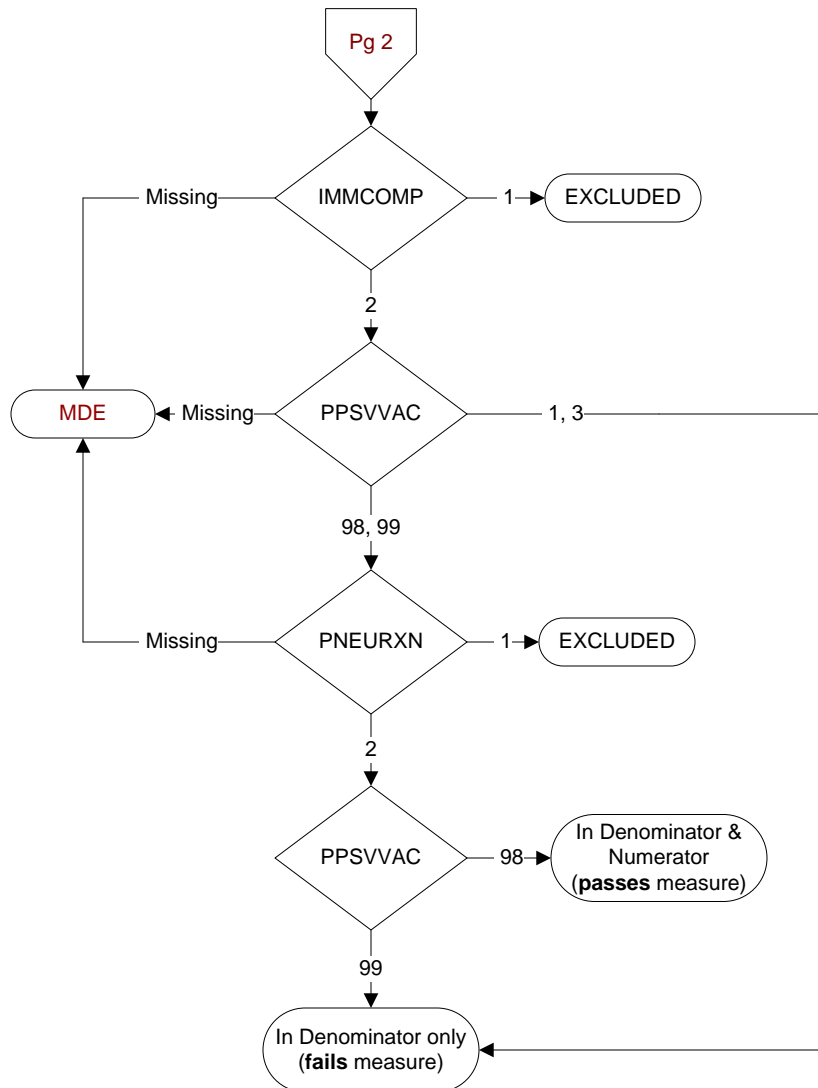 Pg 2
Missing
IMMCOMP
1
EXCLUDED
2
MDE
Missing
PPSVVAC
1, 3
98, 99
Missing
PNEURXN
1
EXCLUDED
2
PPSVVAC
98
In Denominator &
Numerator
(passes measure)
99
In Denominator only
(fails measure)